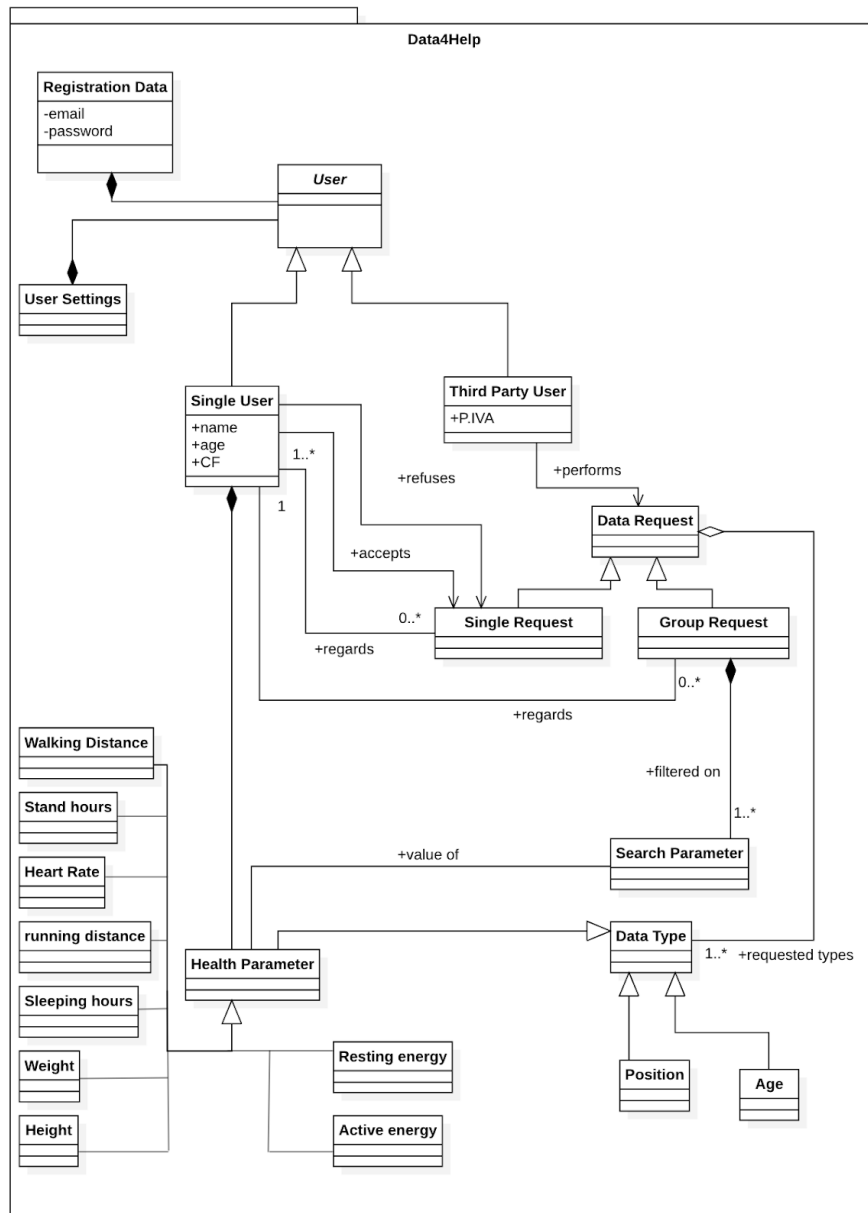 Data4Help
Registration Data
-email
-password
User
User Settings
Single User
+name
+age
+CF
Third Party User
+P.IVA
1..*
+refuses
+performs
1
Data Request
+accepts
0..*
Single Request
Group Request
+regards
0..*
+regards
Walking Distance
+filtered on
Stand hours
1..*
+value of
Search Parameter
Heart Rate
running distance
Health Parameter
Data Type
1..*
+requested types
Sleeping hours
Weight
Resting energy
Position
Age
Height
Active energy